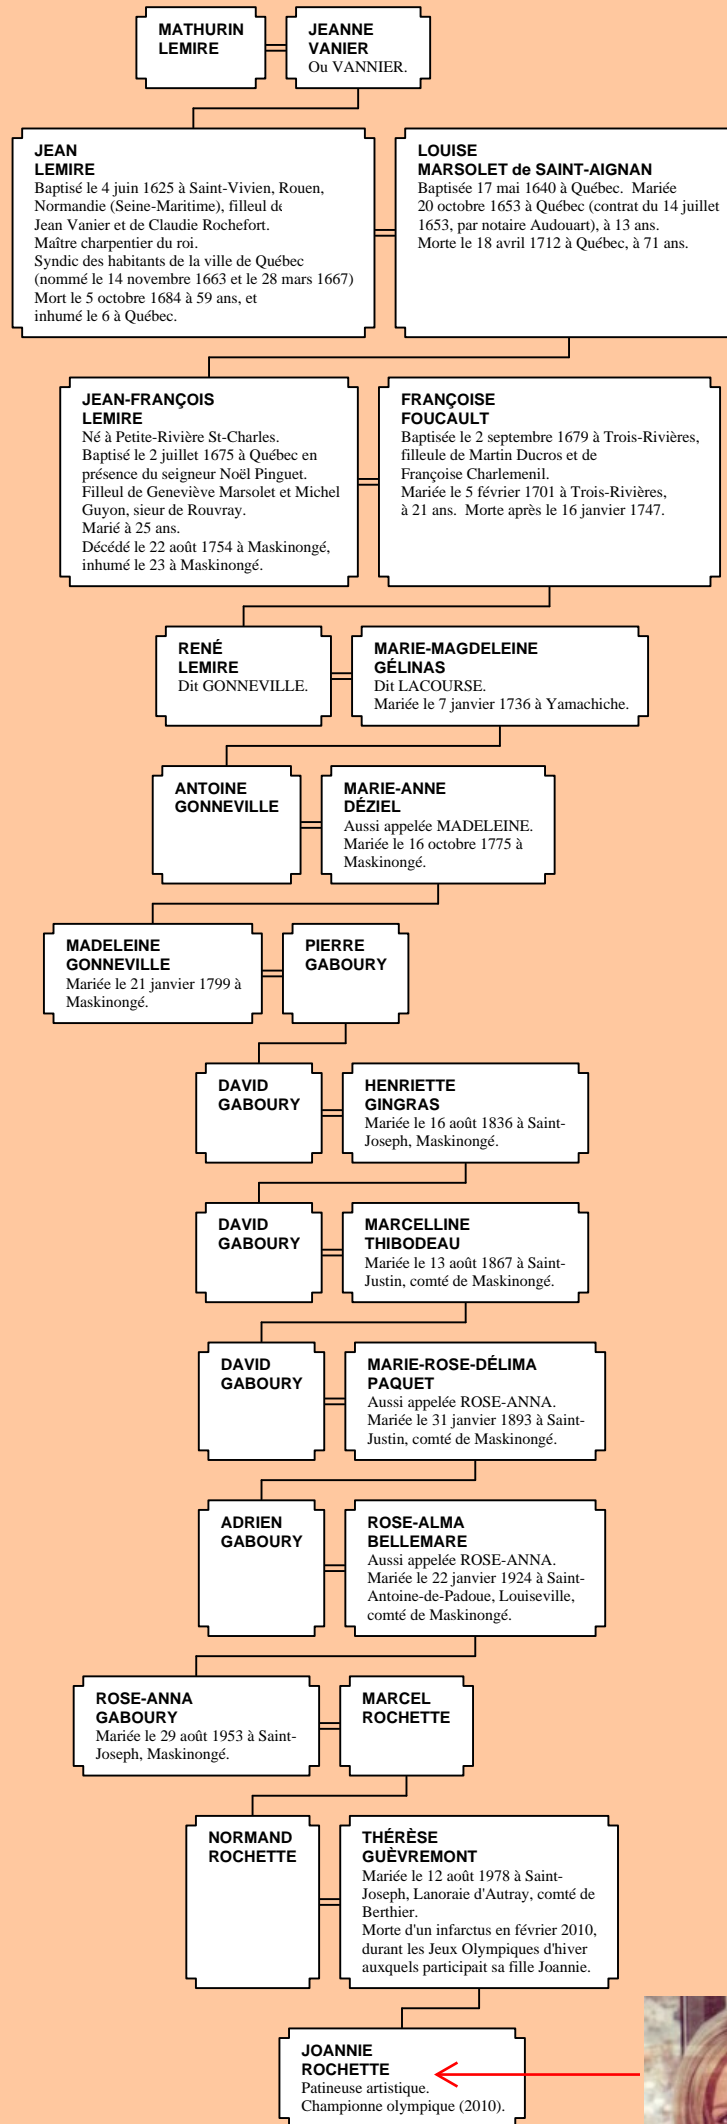 MATHURIN
LEMIRE
JEANNE
VANIER
Ou VANNIER.
JEAN
LEMIRE
Baptisé le 4 juin 1625 à Saint-Vivien, Rouen,
Normandie (Seine-Maritime), filleul de
Jean Vanier et de Claudie Rochefort.
Maître charpentier du roi.
Syndic des habitants de la ville de Québec
(nommé le 14 novembre 1663 et le 28 mars 1667)
Mort le 5 octobre 1684 à 59 ans, et
inhumé le 6 à Québec.
LOUISE
MARSOLET de SAINT-AIGNAN
Baptisée 17 mai 1640 à Québec. Mariée
20 octobre 1653 à Québec (contrat du 14 juillet
1653, par notaire Audouart), à 13 ans.
Morte le 18 avril 1712 à Québec, à 71 ans.
JEAN-FRANÇOIS
LEMIRE
Né à Petite-Rivière St-Charles.
Baptisé le 2 juillet 1675 à Québec en
présence du seigneur Noël Pinguet.
Filleul de Geneviève Marsolet et Michel
Guyon, sieur de Rouvray.
Marié à 25 ans.
Décédé le 22 août 1754 à Maskinongé,
inhumé le 23 à Maskinongé.
FRANÇOISE
FOUCAULT
Baptisée le 2 septembre 1679 à Trois-Rivières,
filleule de Martin Ducros et de
Françoise Charlemenil.
Mariée le 5 février 1701 à Trois-Rivières,
à 21 ans. Morte après le 16 janvier 1747.
RENÉ
LEMIRE
Dit GONNEVILLE.
MARIE-MAGDELEINE
GÉLINAS
Dit LACOURSE.
Mariée le 7 janvier 1736 à Yamachiche.
ANTOINE
GONNEVILLE
MARIE-ANNE
DÉZIEL
Aussi appelée MADELEINE.
Mariée le 16 octobre 1775 à
Maskinongé.
MADELEINE
GONNEVILLE
Mariée le 21 janvier 1799 à
Maskinongé.
PIERRE
GABOURY
DAVID
GABOURY
HENRIETTE
GINGRAS
Mariée le 16 août 1836 à Saint-
Joseph, Maskinongé.
DAVID
GABOURY
MARCELLINE
THIBODEAU
Mariée le 13 août 1867 à Saint-
Justin, comté de Maskinongé.
DAVID
GABOURY
MARIE-ROSE-DÉLIMA
PAQUET
Aussi appelée ROSE-ANNA.
Mariée le 31 janvier 1893 à Saint-
Justin, comté de Maskinongé.
ADRIEN
GABOURY
ROSE-ALMA
BELLEMARE
Aussi appelée ROSE-ANNA.
Mariée le 22 janvier 1924 à Saint-
Antoine-de-Padoue, Louiseville,
comté de Maskinongé.
ROSE-ANNA
GABOURY
Mariée le 29 août 1953 à Saint-
Joseph, Maskinongé.
MARCEL
ROCHETTE
NORMAND
ROCHETTE
THÉRÈSE
GUÈVREMONT
Mariée le 12 août 1978 à Saint-
Joseph, Lanoraie d'Autray, comté de
Berthier.
Morte d'un infarctus en février 2010,
durant les Jeux Olympiques d'hiver
auxquels participait sa fille Joannie.
JOANNIE
ROCHETTE
Patineuse artistique.
Championne olympique (2010).